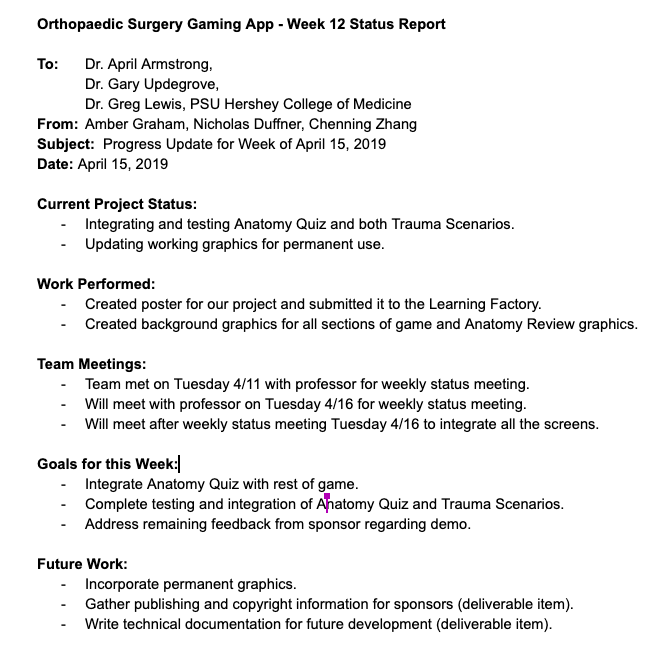 Orthopaedic Surgery Gaming App - Week 12 Status Report
To: Dr. April Armstrong,
Dr. Gary Updegrove,
Dr. Greg Lewis, PSU Hershey College of Medicine
From: Amber Graham, Nicholas Duffner, Chenning Zhang
Subject: Progress Update for Week of April 15, 2019
Date: April 15, 2019
Current Project Status:
- Integrating and testing Anatomy Quiz and both Trauma Scenarios.
- Updating working graphics for permanent use.
Work Performed:
- Created poster for our project and submitted it to the Learning Factory.
- Created background graphics for all sections of game and Anatomy Review graphics.
Team Meetings:
- Team met on Tuesday 4/11 with professor for weekly status meeting.
- Will meet with professor on Tuesday 4/16 for weekly status meeting.
- Will meet after weekly status meeting Tuesday 4/16 to integrate all the screens.
Goals for this Week:
- Integrate Anatomy Quiz with rest of game.
- Complete testing and integration of Anatomy Quiz and Trauma Scenarios.
- Address remaining feedback from sponsor regarding demo.
Future Work:
- Incorporate permanent graphics.
- Gather publishing and copyright information for sponsors (deliverable item).
- Write technical documentation for future development (deliverable item).